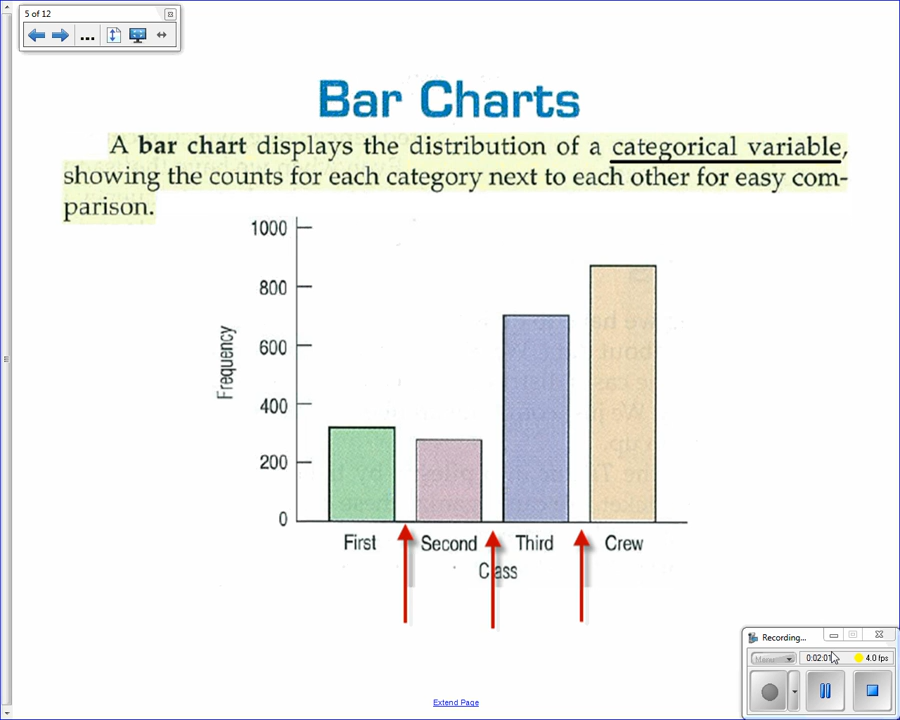 5 of 12
...
Bar Charts
A bar chart displays the distribution of a categorical variable,
showing the counts for each category next to each other for easy com-
parison.
1000
800
600
400
200
0
Frequency
First Second Third Crew
Class
Recording...
0:02:01
4.0 fps
Extend Page